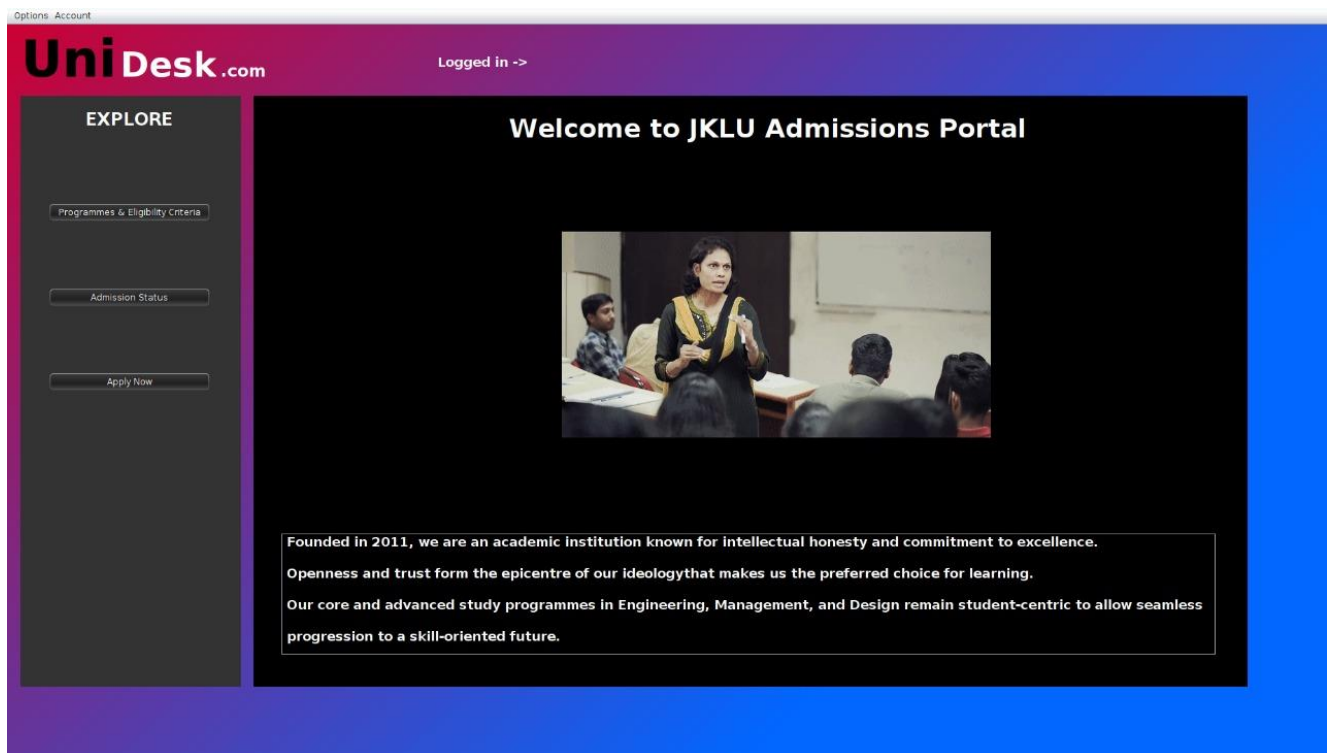 Options Account
UniDesk.com
Logged in ->
EXPLORE
Programmes & Eligibility Criteria
Admission Status
Apply Now
Welcome to JKLU Admissions Portal
Founded in 2011, we are an academic institution known for intellectual honesty and commitment to excellence.
Openness and trust form the epicentre of our ideologythat makes us the preferred choice for learning.
Our core and advanced study programmes in Engineering, Management, and Design remain student-centric to allow seamless
progression to a skill-oriented future.